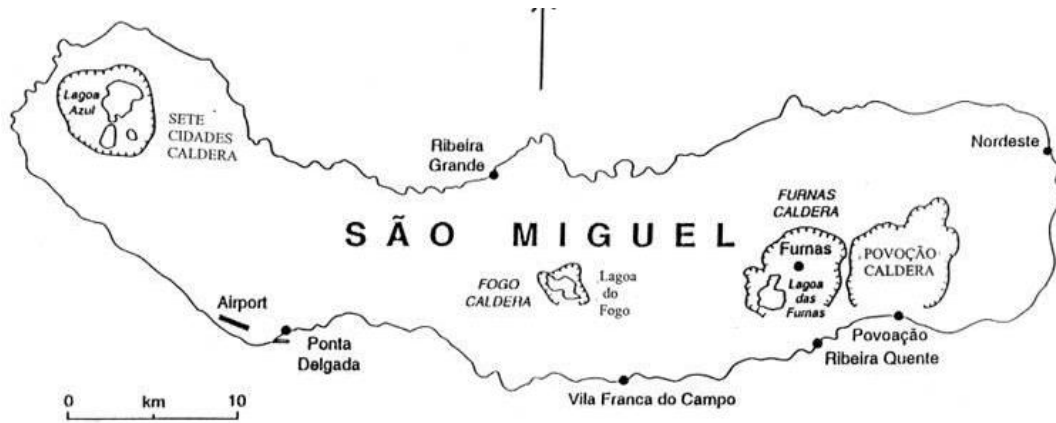 Lagoa
Azul
SETE
CIDADES
CALDERA
Ribeira
Grande
Nordeste
FURNAS
CALDERA
SÃO MIGUEL
Furnas
POVOÇÃO
CALDERA
FOGO
CALDERA
Lagoa
do
Fogo
Lagoa
das
Furnas
Airport
Ponta
Delgada
Povoação
Ribeira Quente
Vila Franca do Campo
0 km 10